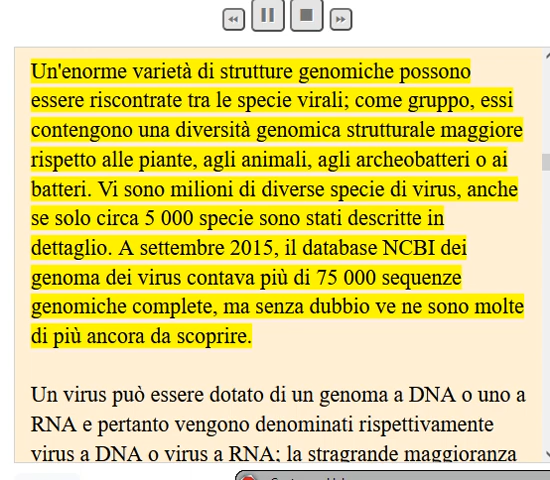 Un'enorme varietà di strutture genomiche possono
essere riscontrate tra le specie virali; come gruppo, essi
contengono una diversità genomica strutturale maggiore
rispetto alle piante, agli animali, agli archeobatteri o ai
batteri. Vi sono milioni di diverse specie di virus, anche
se solo circa 5 000 specie sono stati descritte in
dettaglio. A settembre 2015, il database NCBI dei
genoma dei virus contava più di 75 000 sequenze
genomiche complete, ma senza dubbio ve ne sono molte
di più ancora da scoprire.
Un virus può essere dotato di un genoma a DNA o uno a
RNA e pertanto vengono denominati rispettivamente
virus a DNA o virus a RNA; la stragrande maggioranza